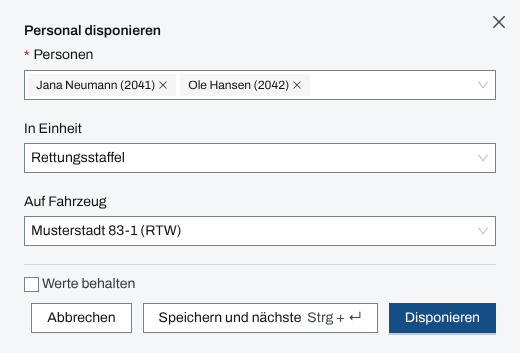 Personal disponieren
* Personen
Jana Neumann (2041) × Ole Hansen (2042) ×
In Einheit
Rettungsstaffel
Auf Fahrzeug
Musterstadt 83-1 (RTW)
Werte behalten
Abbrechen Speichern und nächste Strg + ↵ Disponieren